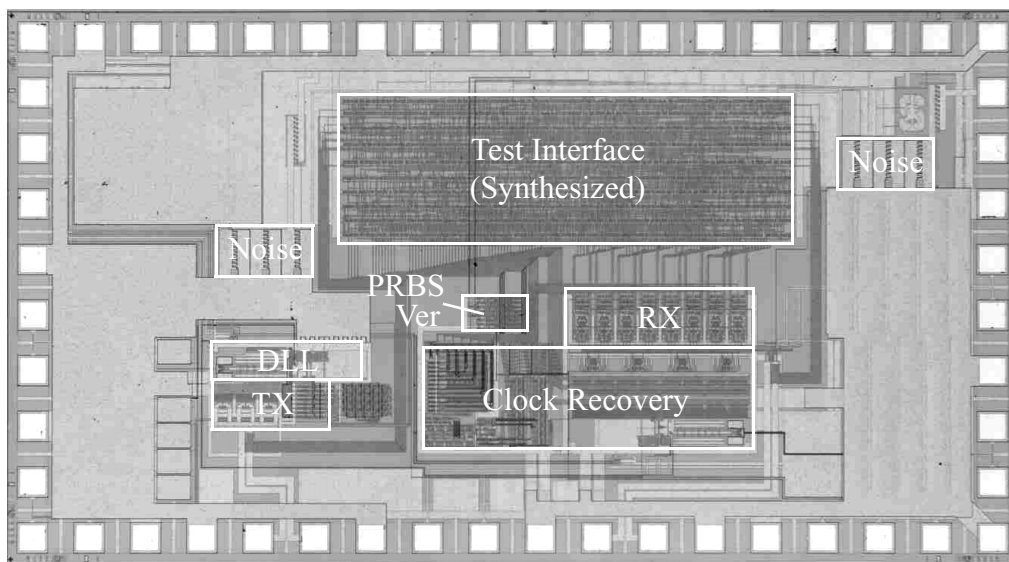 Test Interface
(Synthesized)
Noise
Noise
PRBS
Ver
RX
DLL
TX
Clock Recovery